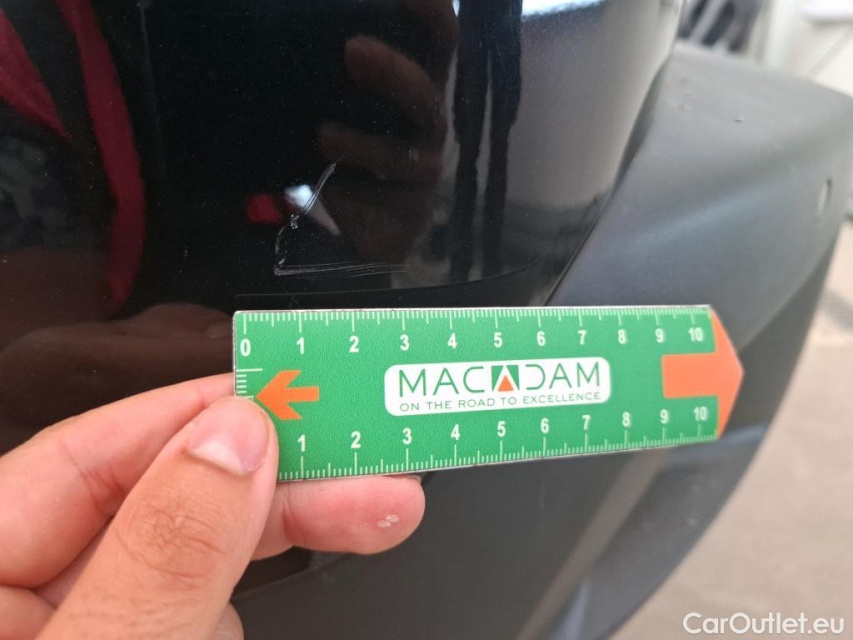 0 1 2 3 4 5 6 7 8 9 10
MACADAM
ON THE ROAD TO EXCELLENCE
1 2 3 4 5 6 7 8 9 10
CarOutlet.eu